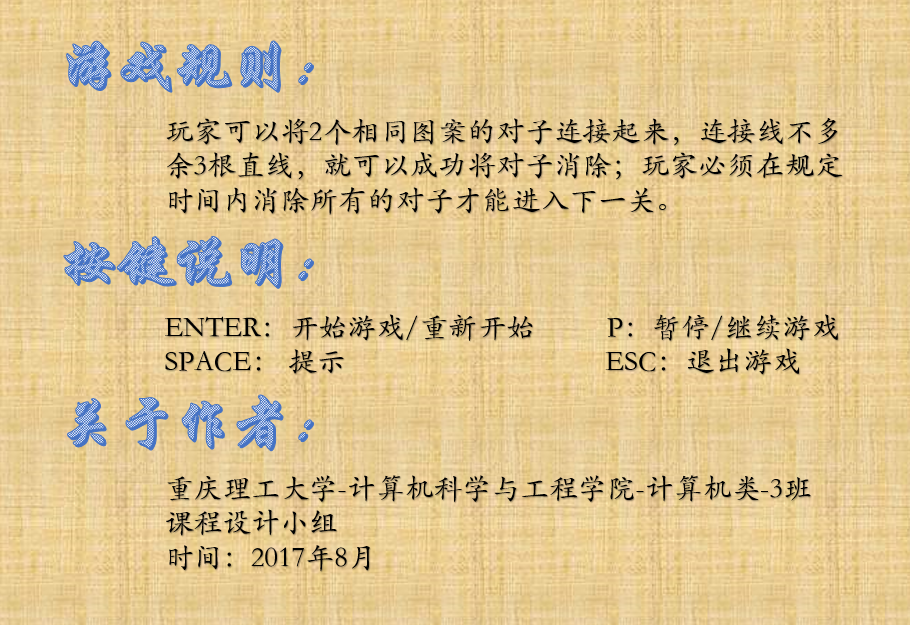 游戏规则：
玩家可以将2个相同图案的对子连接起来，连接线不多
余3根直线，就可以成功将对子消除；玩家必须在规定
时间内消除所有的对子才能进入下一关。
按键说明：
ENTER：开始游戏/重新开始 P：暂停/继续游戏
SPACE：提示 ESC：退出游戏
关于作者：
重庆理工大学-计算机科学与工程学院-计算机类-3班
课程设计小组
时间：2017年8月